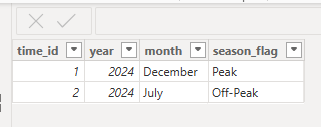 time_id year month season_flag
1 2024 December Peak
2 2024 July Off-Peak